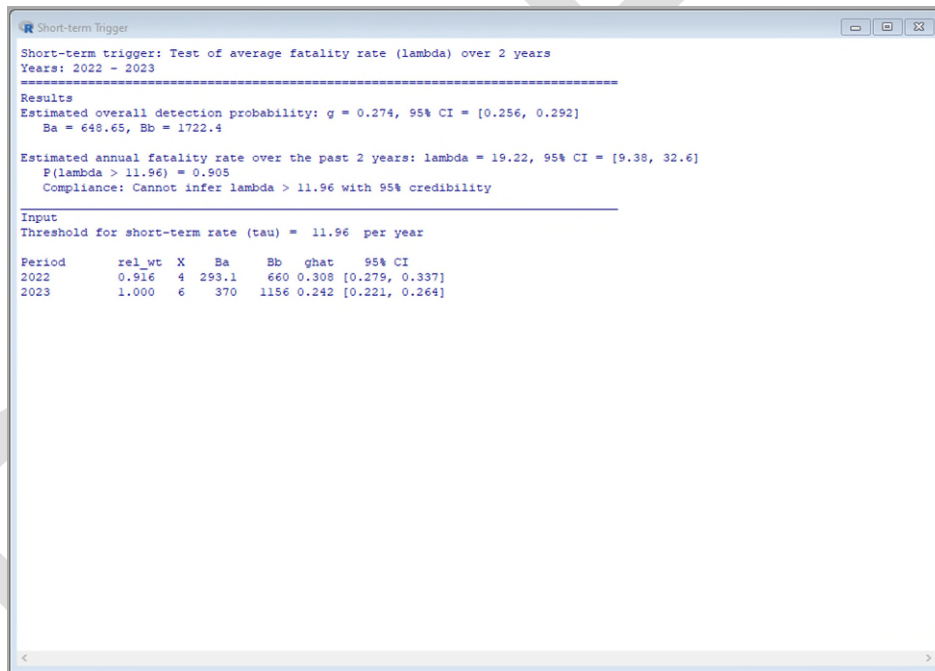 Short-term Trigger
Short-term trigger: Test of average fatality rate (lambda) over 2 years
Years: 2022 - 2023
================================================================================
Results
Estimated overall detection probability: g = 0.274, 95% CI = [0.256, 0.292]
Ba = 648.65, Bb = 1722.4
Estimated annual fatality rate over the past 2 years: lambda = 19.22, 95% CI = [9.38, 32.6]
P(lambda > 11.96) = 0.905
Compliance: Cannot infer lambda > 11.96 with 95% credibility
________________________________________________________________________________
Input
Threshold for short-term rate (tau) = 11.96 per year
Period rel_wt X Ba Bb ghat 95% CI
2022 0.916 4 293.1 660 0.308 [0.279, 0.337]
2023 1.000 6 370 1156 0.242 [0.221, 0.264]